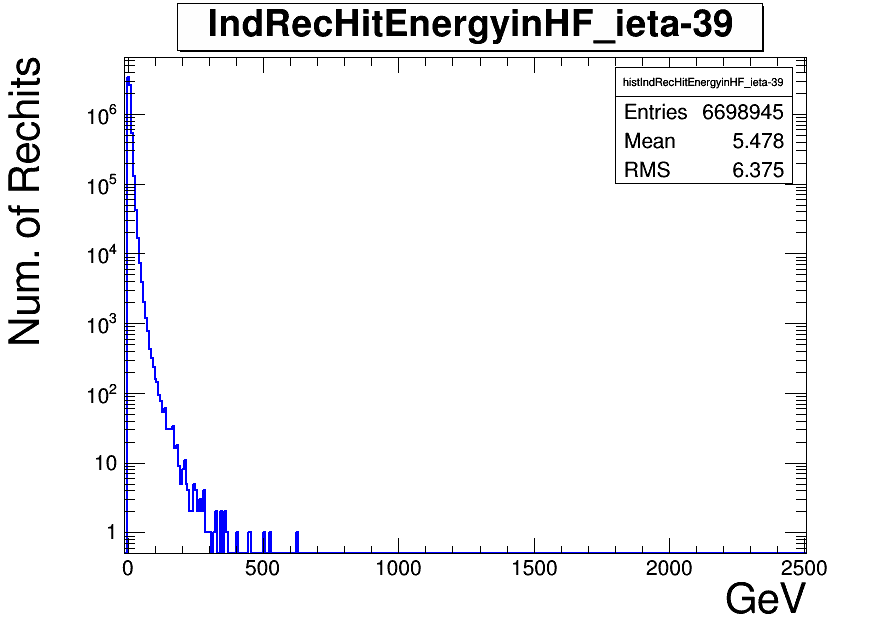 IndRecHitEnergyinHF_ieta-39
histIndRecHitEnergyinHF_ieta-39
Entries 6698945
Mean 5.478
RMS 6.375
Num. of Rechits
10^6
10^5
10^4
10^3
10^2
10
1
0 500 1000 1500 2000 2500
GeV